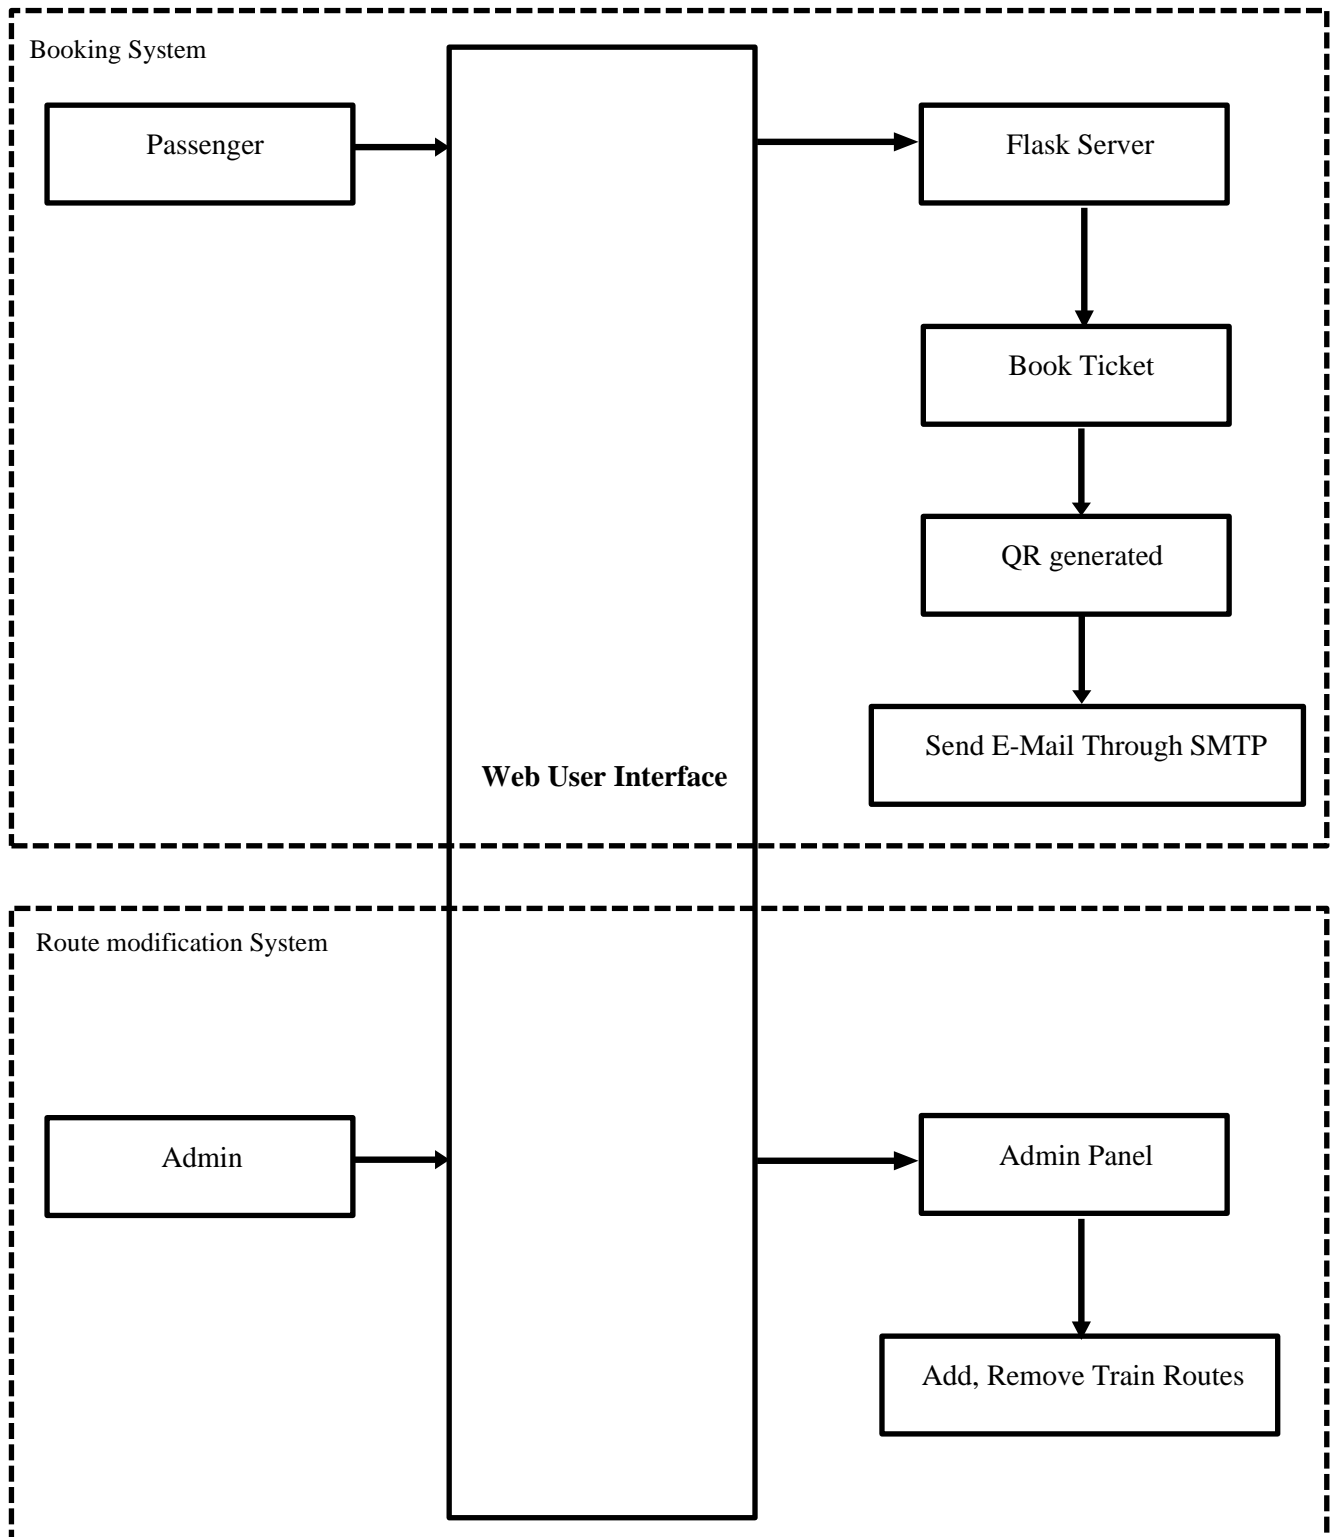 Booking System
Passenger
Flask Server
Book Ticket
QR generated
Send E-Mail Through SMTP
Web User Interface
Route modification System
Admin
Admin Panel
Add, Remove Train Routes